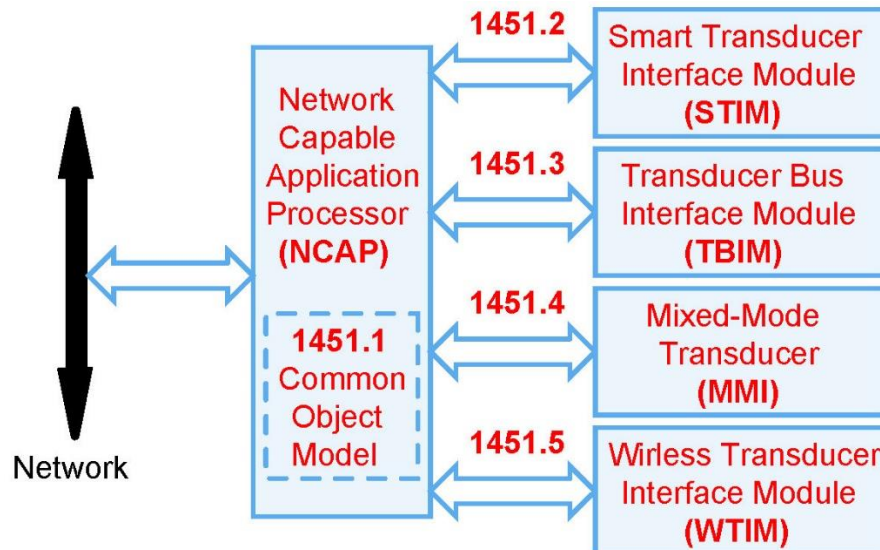 Network
Network
Capable
Application
Processor
(NCAP)
1451.1
Common
Object
Model
1451.2
Smart Transducer
Interface Module
(STIM)
1451.3
Transducer Bus
Interface Module
(TBIM)
1451.4
Mixed-Mode
Transducer
(MMI)
1451.5
Wirless Transducer
Interface Module
(WTIM)